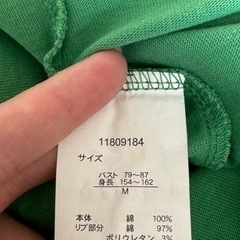 11809184
サイズ
バスト 79~87
身長 154~162
M
本体 綿 100%
リブ部分 綿 97%
ポリウレタン 3%